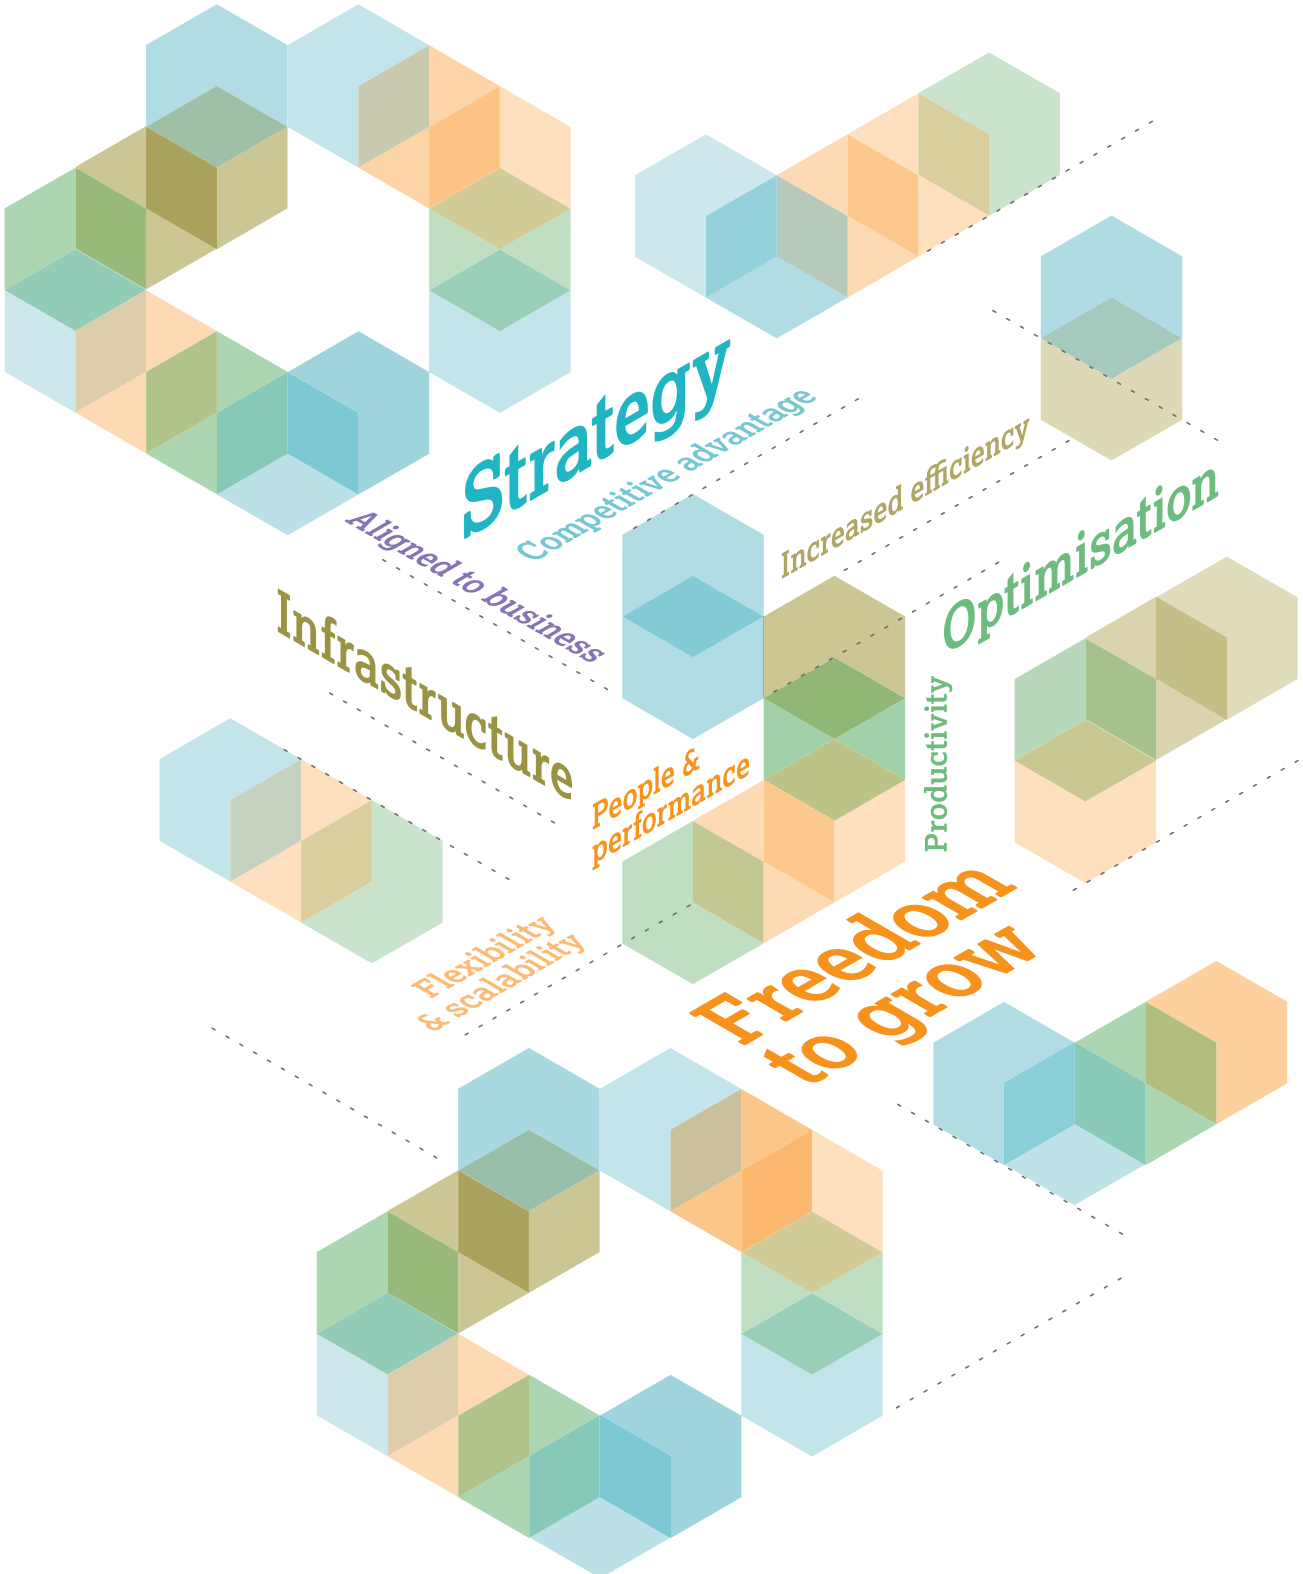 Strategy
Competitive advantage
Aligned to business
Increased efficiency
Optimisation
Infrastructure
People &
performance
Productivity
Freedom
to grow
Flexibility
& scalability